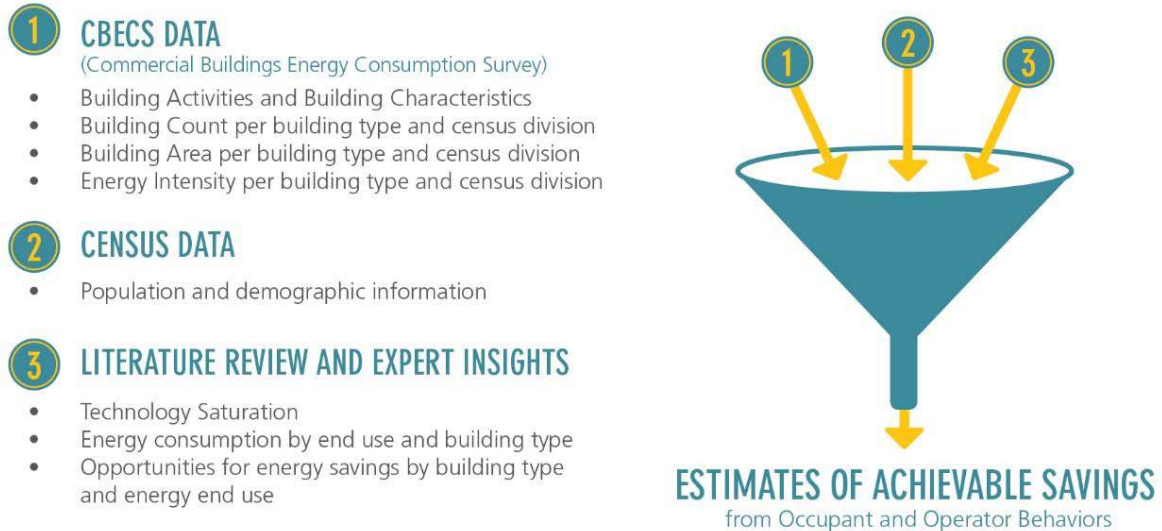 1 CBECS DATA
(Commercial Buildings Energy Consumption Survey)
• Building Activities and Building Characteristics
• Building Count per building type and census division
• Building Area per building type and census division
• Energy Intensity per building type and census division
2 CENSUS DATA
• Population and demographic information
3 LITERATURE REVIEW AND EXPERT INSIGHTS
• Technology Saturation
• Energy consumption by end use and building type
• Opportunities for energy savings by building type
and energy end use
1 2 3
ESTIMATES OF ACHIEVABLE SAVINGS
from Occupant and Operator Behaviors